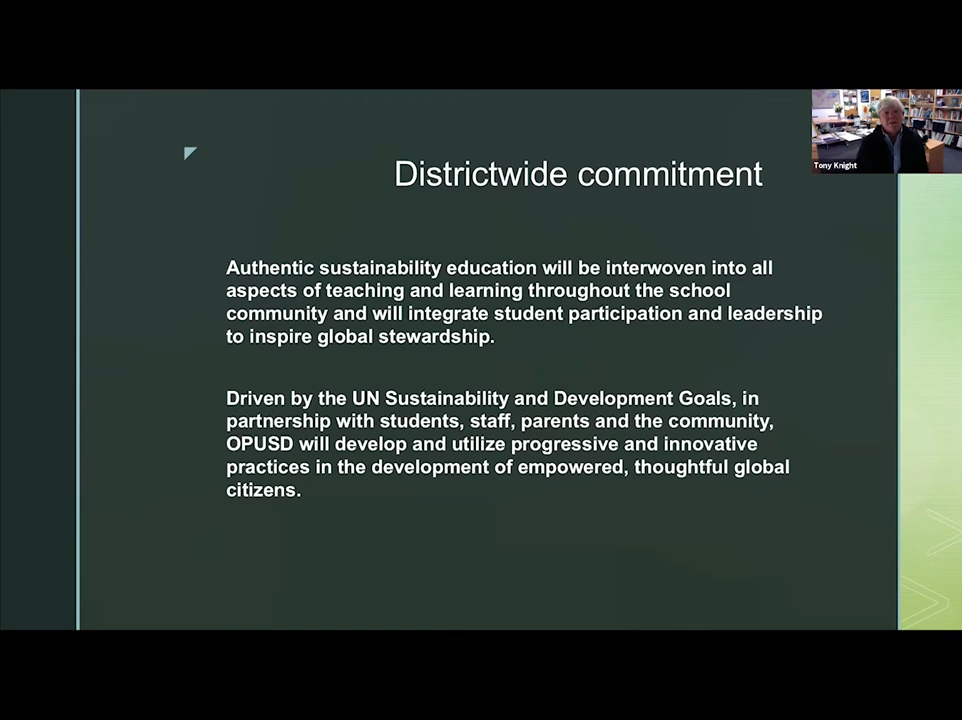 Tony Knight
Districtwide commitment
Authentic sustainability education will be interwoven into all
aspects of teaching and learning throughout the school
community and will integrate student participation and leadership
to inspire global stewardship.
Driven by the UN Sustainability and Development Goals, in
partnership with students, staff, parents and the community,
OPUSD will develop and utilize progressive and innovative
practices in the development of empowered, thoughtful global
citizens.